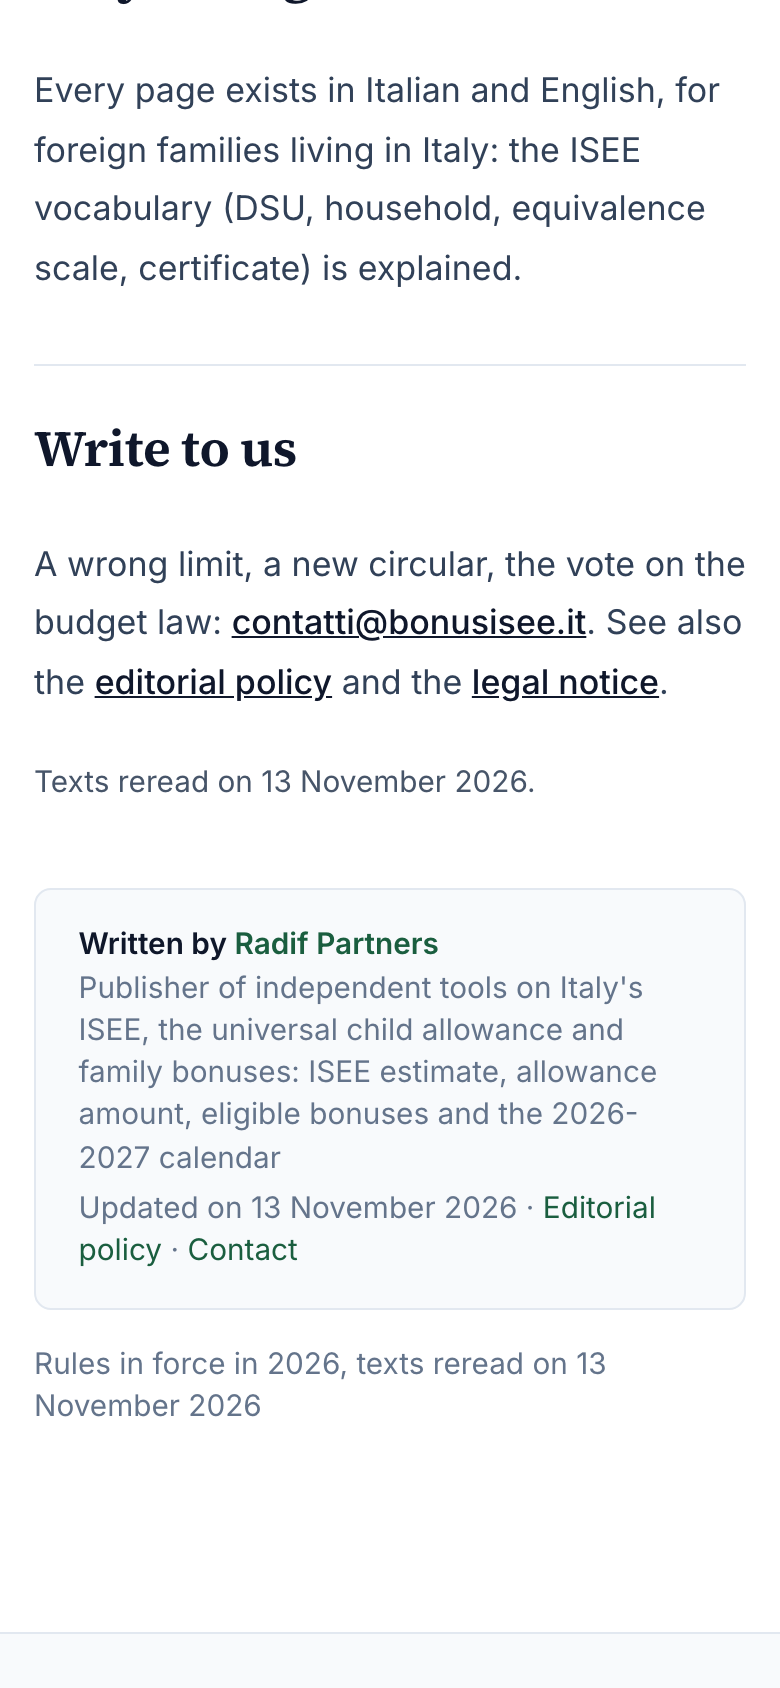 Every page exists in Italian and English, for
foreign families living in Italy: the ISEE
vocabulary (DSU, household, equivalence
scale, certificate) is explained.
Write to us
A wrong limit, a new circular, the vote on the
budget law: contatti@bonusisee.it. See also
the editorial policy and the legal notice.
Texts reread on 13 November 2026.
Written by Radif Partners
Publisher of independent tools on Italy's
ISEE, the universal child allowance and
family bonuses: ISEE estimate, allowance
amount, eligible bonuses and the 2026-
2027 calendar
Updated on 13 November 2026 · Editorial
policy · Contact
Rules in force in 2026, texts reread on 13
November 2026